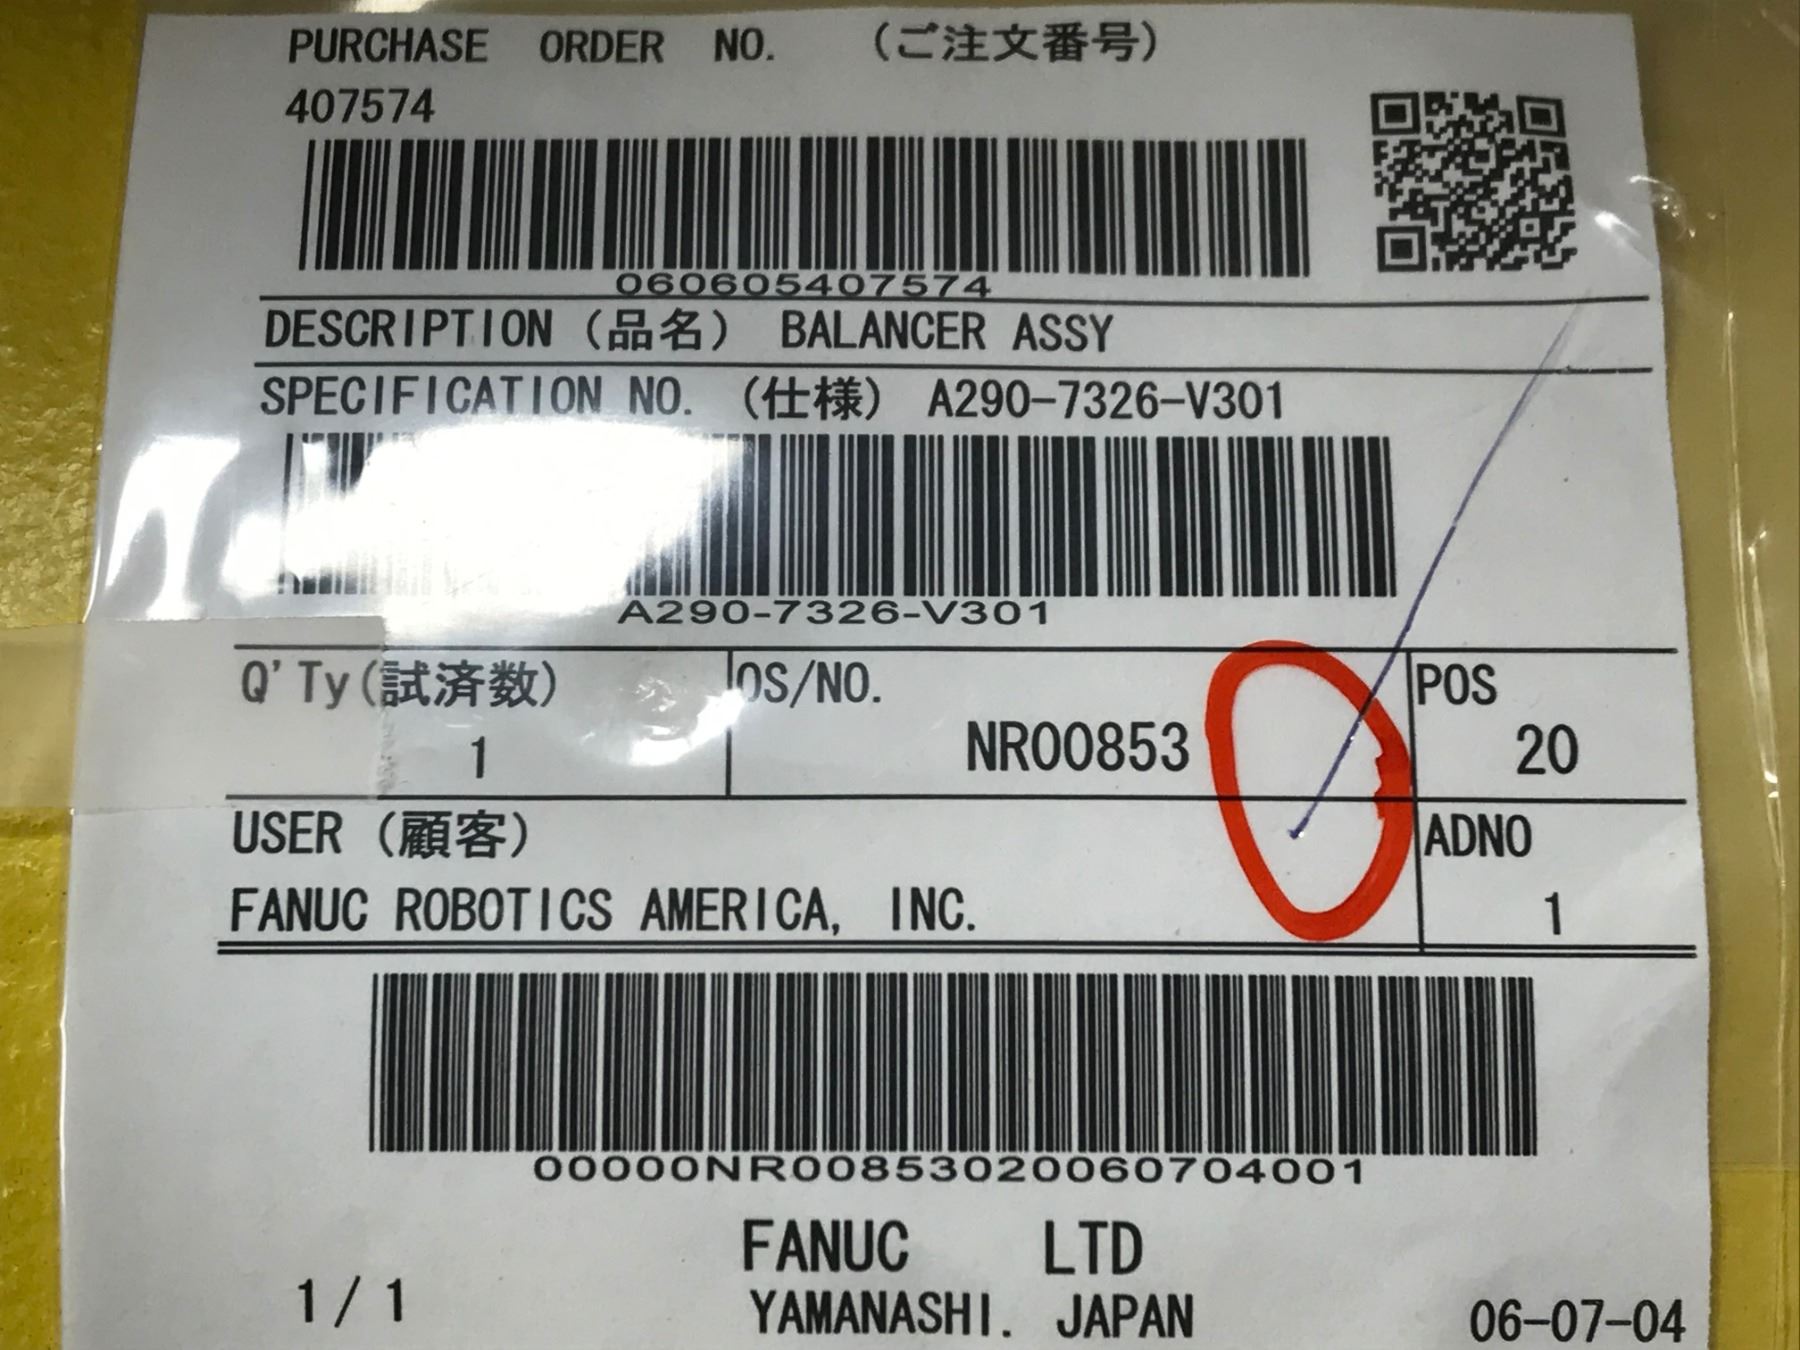 PURCHASE ORDER NO. (ご注文番号)
407574
060605407574
DESCRIPTION (品名) BALANCER ASSY
SPECIFICATION NO. (仕様) A290-7326-V301
A290-7326-V301
Q'Ty(試済数) OS/NO. POS
1 NR00853 20
USER (顧客) ADNO
FANUC ROBOTICS AMERICA, INC. 1
00000NR00853020060704001
FANUC LTD
1/1 YAMANASHI. JAPAN 06-07-04